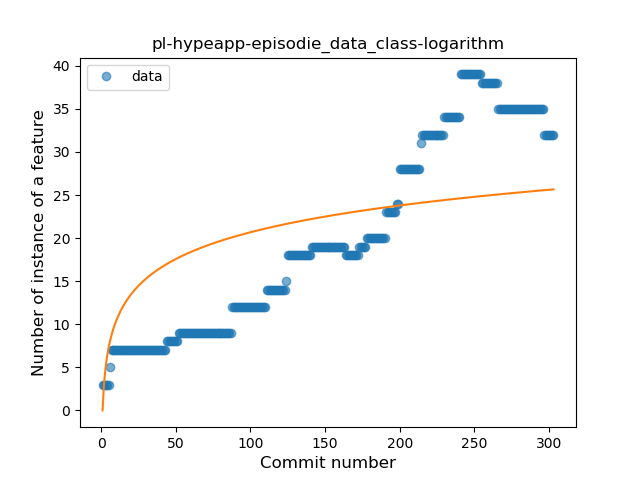 pl-hypeapp-episodie_data_class-logarithm
data
Number of instance of a feature
40
35
30
25
20
15
10
5
0
0 50 100 150 200 250 300
Commit number